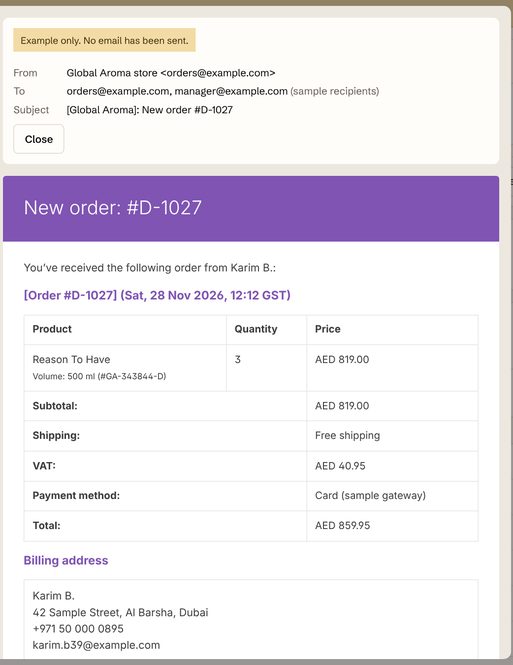 Example only. No email has been sent.
From Global Aroma store <orders@example.com>
To orders@example.com, manager@example.com (sample recipients)
Subject [Global Aroma]: New order #D-1027
Close
New order: #D-1027
You’ve received the following order from Karim B.:
[Order #D-1027] (Sat, 28 Nov 2026, 12:12 GST)
Product Quantity Price
Reason To Have 3 AED 819.00
Volume: 500 ml (#GA-343844-D)
Subtotal: AED 819.00
Shipping: Free shipping
VAT: AED 40.95
Payment method: Card (sample gateway)
Total: AED 859.95
Billing address
Karim B.
42 Sample Street, Al Barsha, Dubai
+971 50 000 0895
karim.b39@example.com